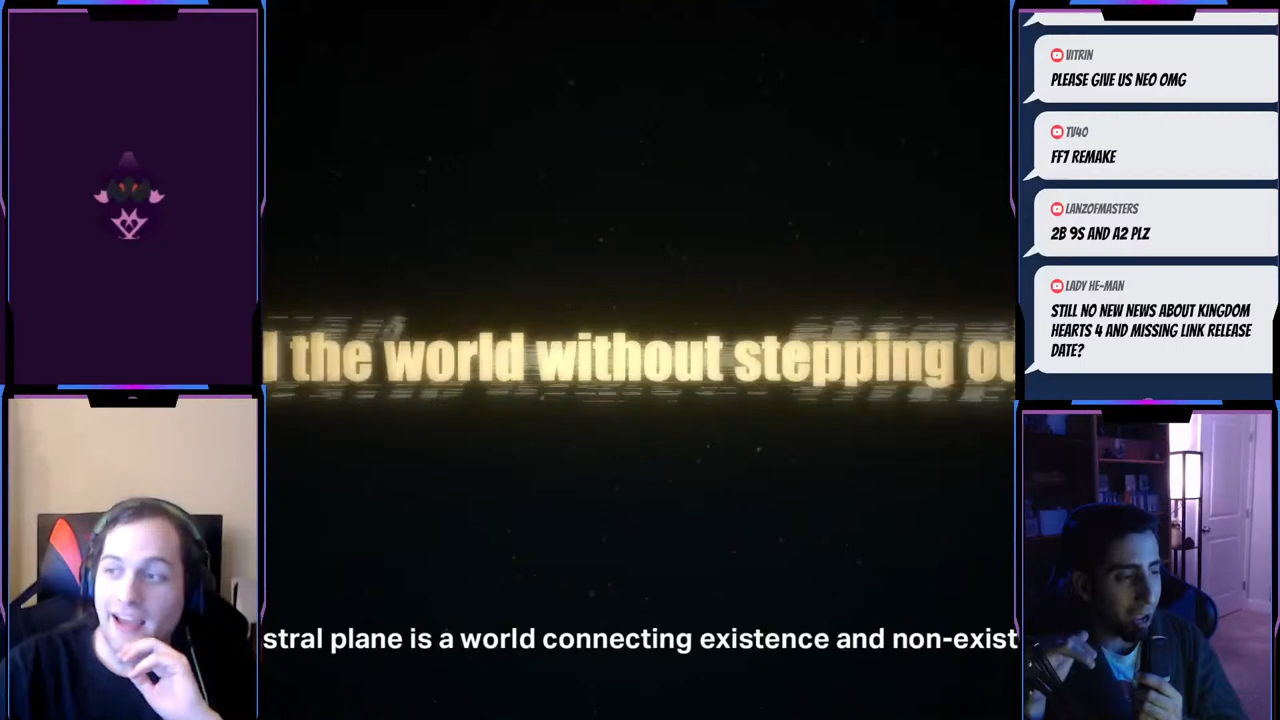 VITRIN
PLEASE GIVE US NEO OMG
TV40
FF7 REMAKE
LANZOFMASTERS
2B 9S AND A2 PLZ
LADY HE-MAN
STILL NO NEW NEWS ABOUT KINGDOM
HEARTS 4 AND MISSING LINK RELEASE
DATE?
the world without stepping
stral plane is a world connecting existence and non-exist